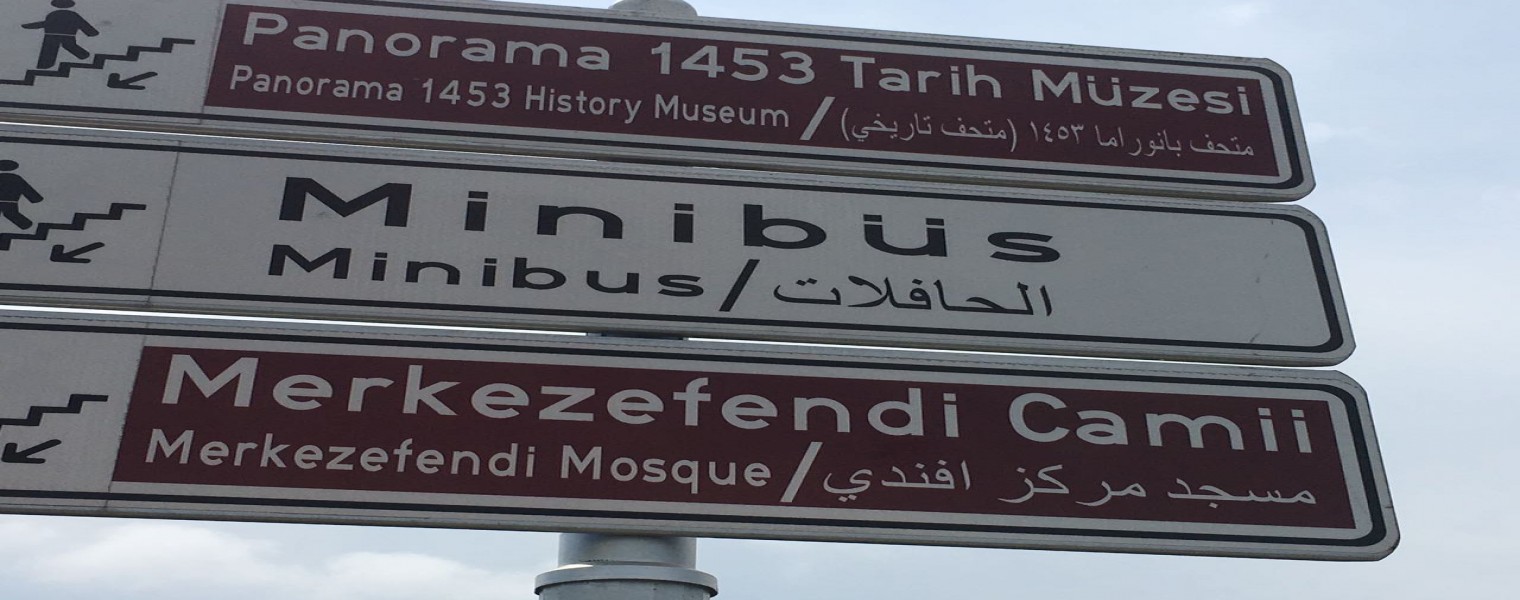 Panorama 1453 Tarih Müzesi
Panorama 1453 History Museum / متحف بانوراما ١٤٥٣ (متحف تاريخي)
Minibüs
Minibus / الحافلات
Merkezefendi Camii
Merkezefendi Mosque / مسجد مركز افندي